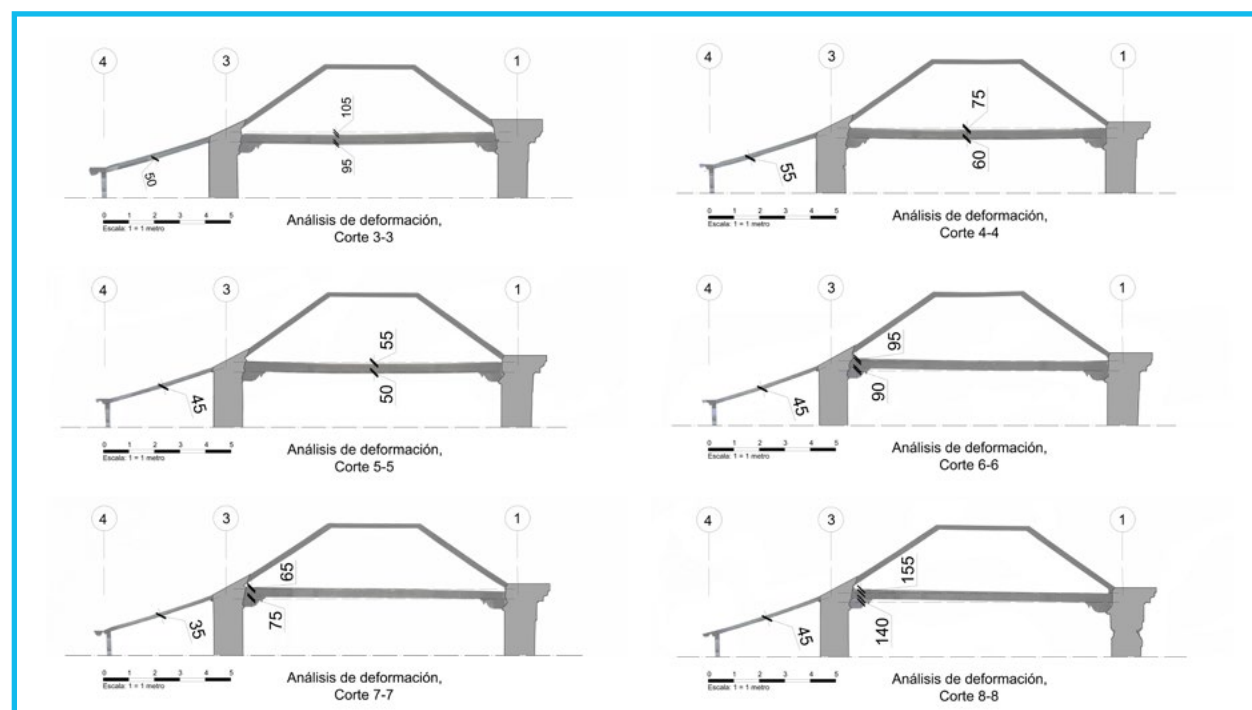 4
3
1
105
95
50
0 1 2 3 4 5
Escala: 1 = 1 metro
Análisis de deformación,
Corte 3-3
4
3
1
75
60
55
0 1 2 3 4 5
Escala: 1 = 1 metro
Análisis de deformación,
Corte 4-4
4
3
1
55
50
45
0 1 2 3 4 5
Escala: 1 = 1 metro
Análisis de deformación,
Corte 5-5
4
3
1
95
90
45
0 1 2 3 4 5
Escala: 1 = 1 metro
Análisis de deformación,
Corte 6-6
4
3
1
65
75
35
0 1 2 3 4 5
Escala: 1 = 1 metro
Análisis de deformación,
Corte 7-7
4
3
1
155
140
45
0 1 2 3 4 5
Escala: 1 = 1 metro
Análisis de deformación,
Corte 8-8